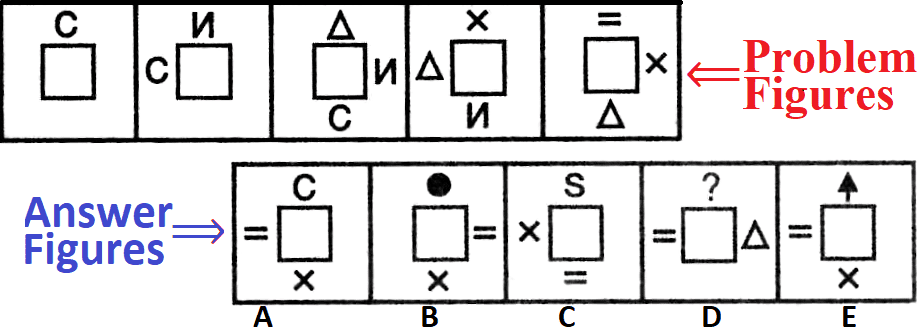 C И Δ × =
C И Δ ×
C И Δ
Problem
Figures
C ● S ? ↑
Answer
Figures
= = × = Δ =
× × = ×
A B C D E